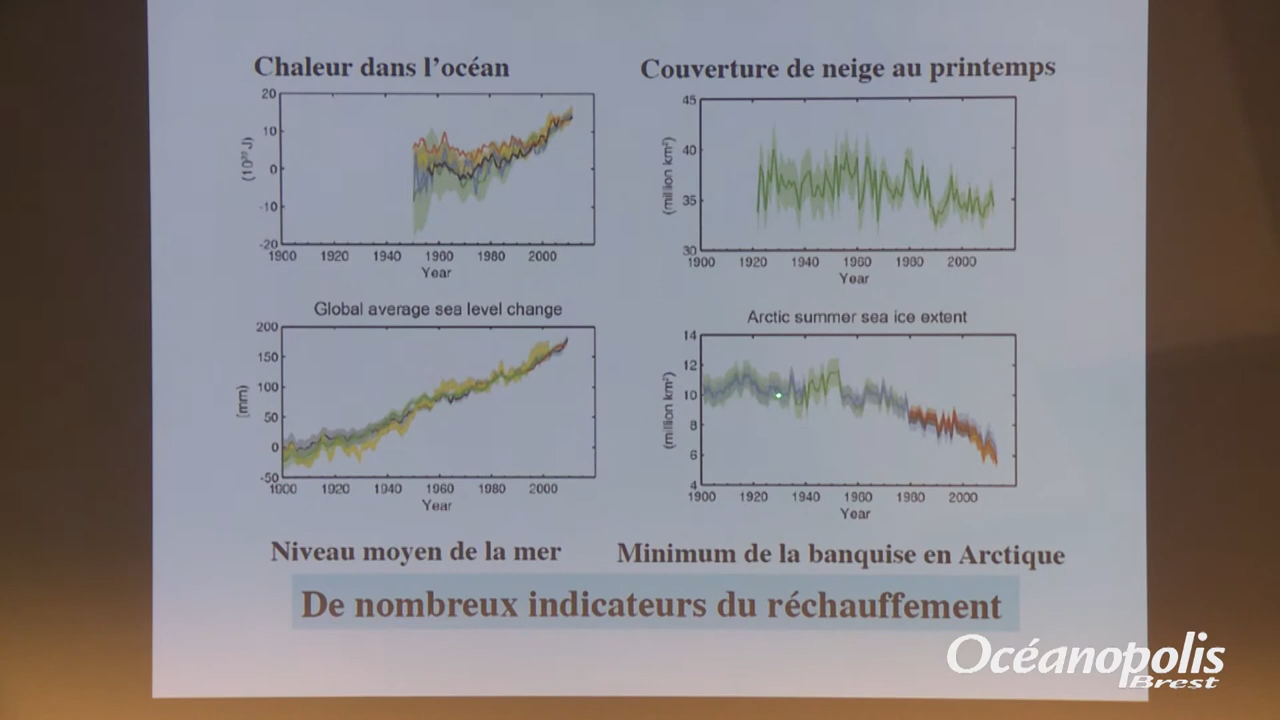 Chaleur dans l'océan
20
10
0
-10
-20
(10²² J)
1900 1920 1940 1960 1980 2000
Year
Couverture de neige au printemps
45
40
35
30
(million km²)
1900 1920 1940 1960 1980 2000
Year
Global average sea level change
200
150
100
50
0
-50
(mm)
1900 1920 1940 1960 1980 2000
Year
Niveau moyen de la mer
Arctic summer sea ice extent
14
12
10
8
6
4
(million km²)
1900 1920 1940 1960 1980 2000
Year
Minimum de la banquise en Arctique
De nombreux indicateurs du réchauffement
Océanopolis
Brest